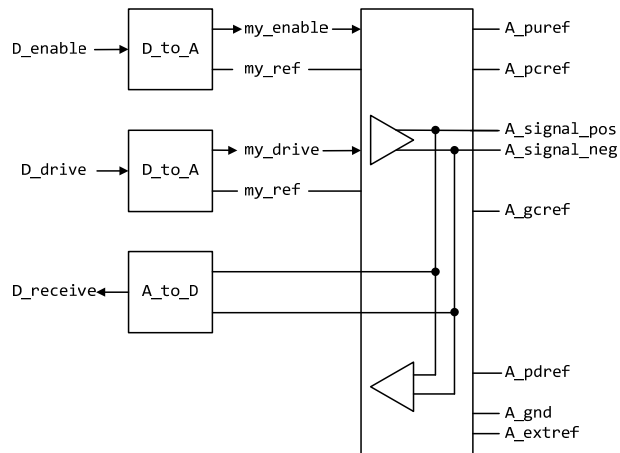 D_enable
D_to_A
my_enable
my_ref
D_drive
D_to_A
my_drive
my_ref
D_receive
A_to_D
A_puref
A_pcref
A_signal_pos
A_signal_neg
A_gcref
A_pdref
A_gnd
A_extref